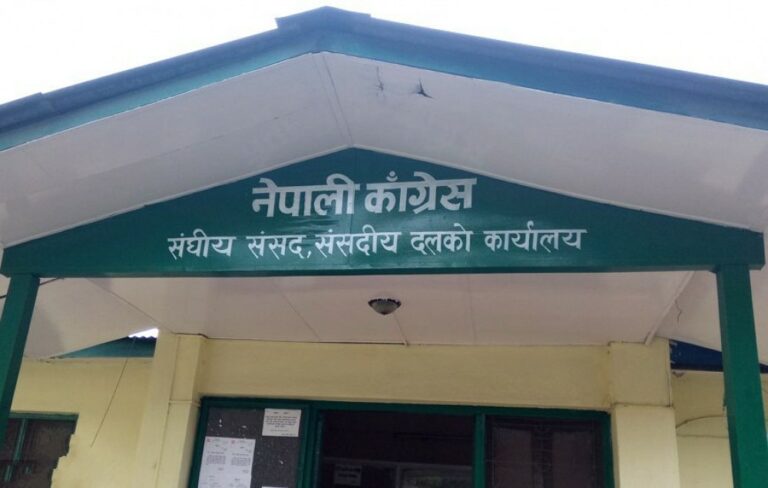 नेपाली काँग्रेस
संघीय संसद, संसदीय दलको कार्यालय